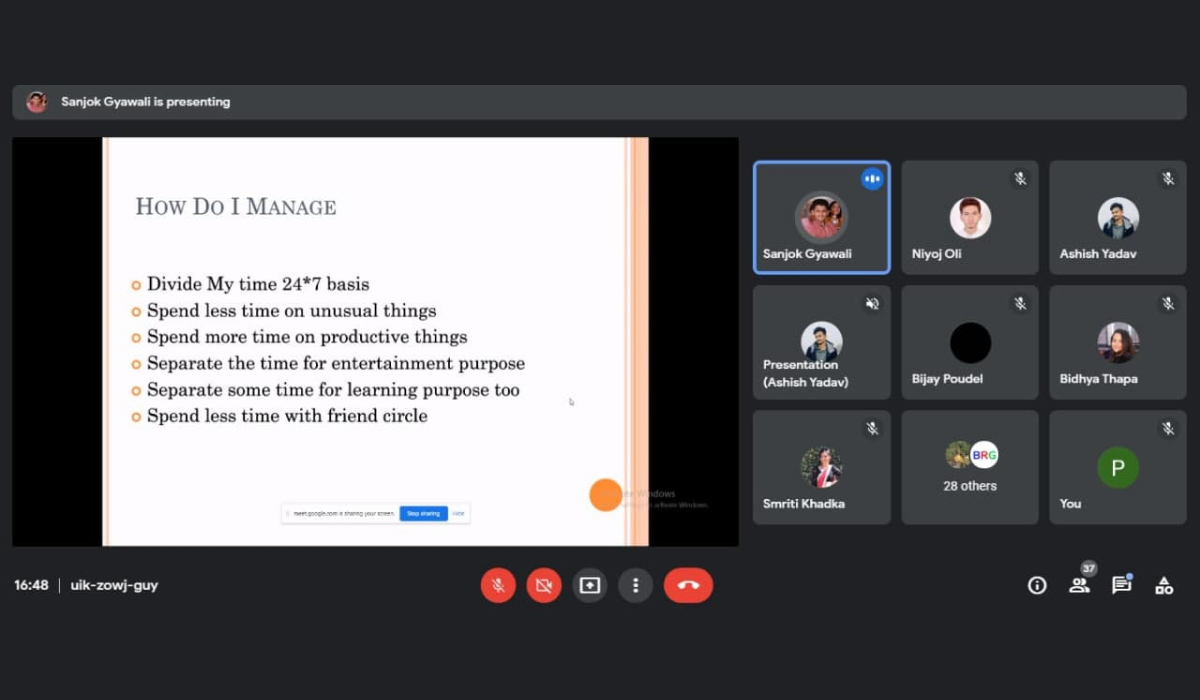 Sanjok Gyawali is presenting
HOW DO I MANAGE
Divide My time 24*7 basis
Spend less time on unusual things
Spend more time on productive things
Separate the time for entertainment purpose
Separate some time for learning purpose too
Spend less time with friend circle
Windows
meet.google.com is sharing your screen.
Stop sharing
Hide
Sanjok Gyawali
Niyoj Oli
Ashish Yadav
Presentation
(Ashish Yadav)
Bijay Poudel
Bidhya Thapa
Smriti Khadka
BRG
28 others
P
You
16:48 | uik-zowj-guy
37